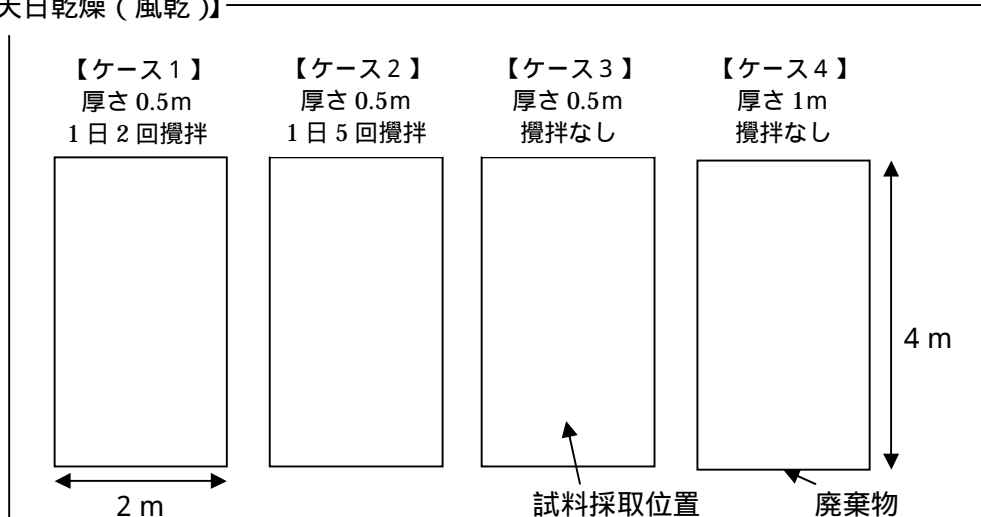 天日乾燥（風乾）】
【ケース1】
厚さ 0.5m
1日2回攪拌
【ケース2】
厚さ 0.5m
1日5回攪拌
【ケース3】
厚さ 0.5m
攪拌なし
【ケース4】
厚さ 1m
攪拌なし
4 m
2 m
試料採取位置
廃棄物